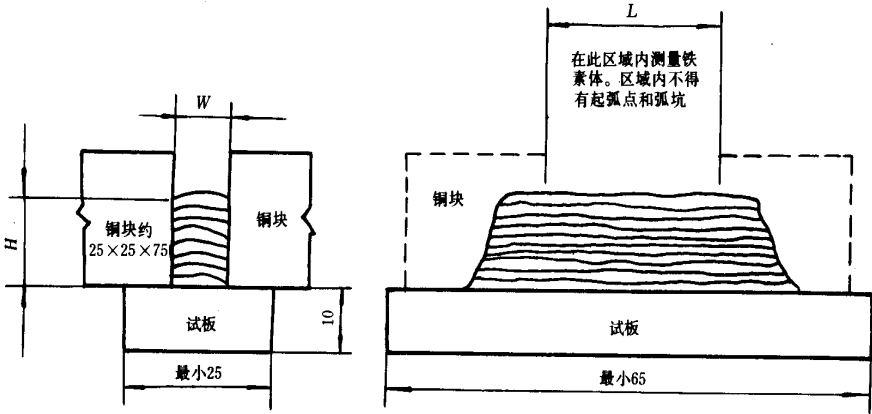 L
在此区域内测量铁
素体。区域内不得
有起弧点和弧坑
W
H
铜块约
25×25×75
铜块
铜块
试板
10
试板
最小25
最小65